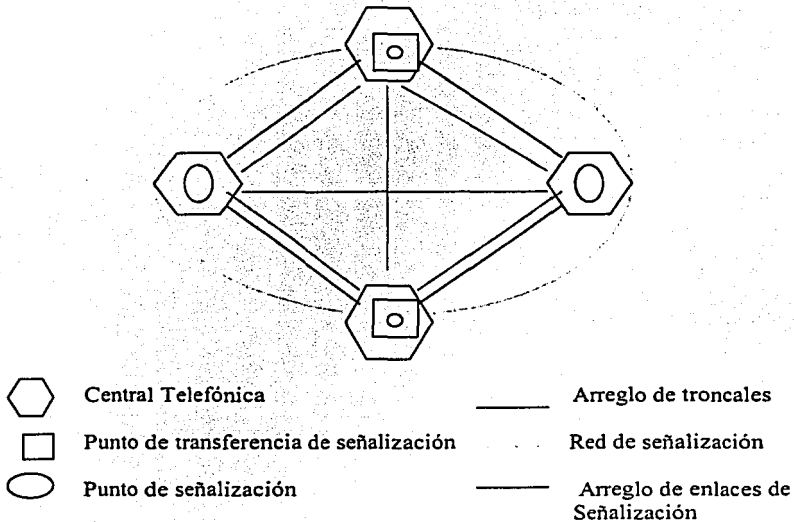 Central Telefónica
Arreglo de troncales
Punto de transferencia de señalización
Red de señalización
Punto de señalización
Arreglo de enlaces de
Señalización